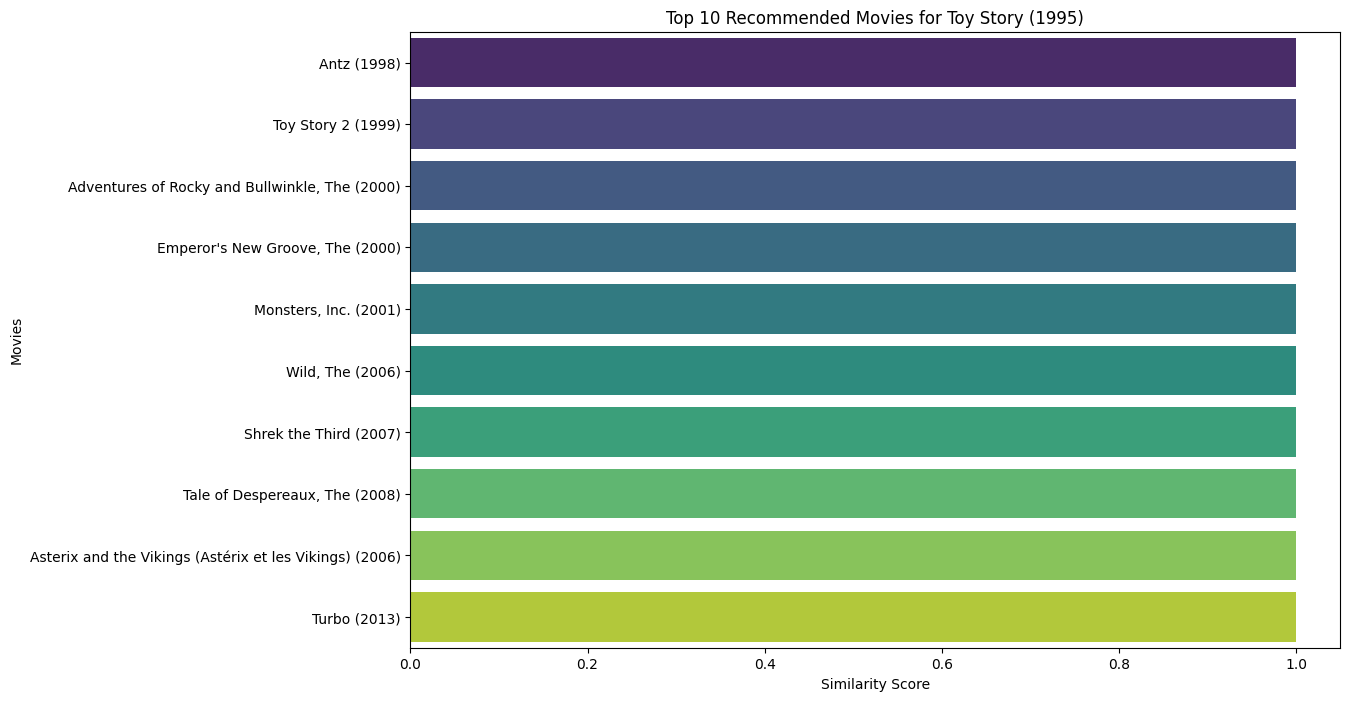 Top 10 Recommended Movies for Toy Story (1995)
Movies
Antz (1998)
Toy Story 2 (1999)
Adventures of Rocky and Bullwinkle, The (2000)
Emperor's New Groove, The (2000)
Monsters, Inc. (2001)
Wild, The (2006)
Shrek the Third (2007)
Tale of Despereaux, The (2008)
Asterix and the Vikings (Astérix et les Vikings) (2006)
Turbo (2013)
0.0 0.2 0.4 0.6 0.8 1.0
Similarity Score